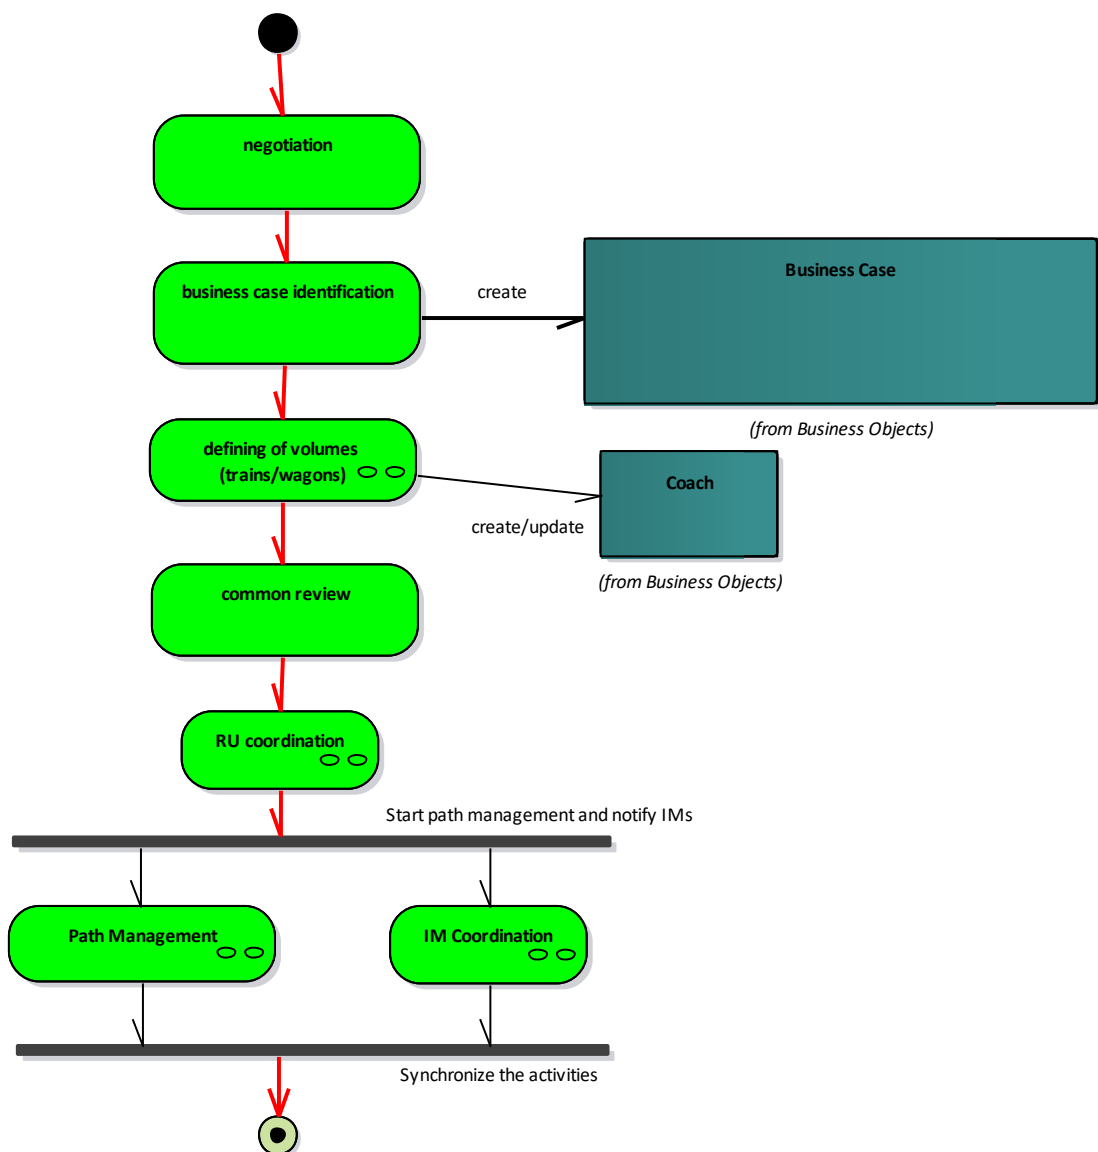 negotiation
business case identification
create
Business Case
(from Business Objects)
defining of volumes
(trains/wagons)
create/update
Coach
(from Business Objects)
common review
RU coordination
Start path management and notify IMs
Path Management
IM Coordination
Synchronize the activities